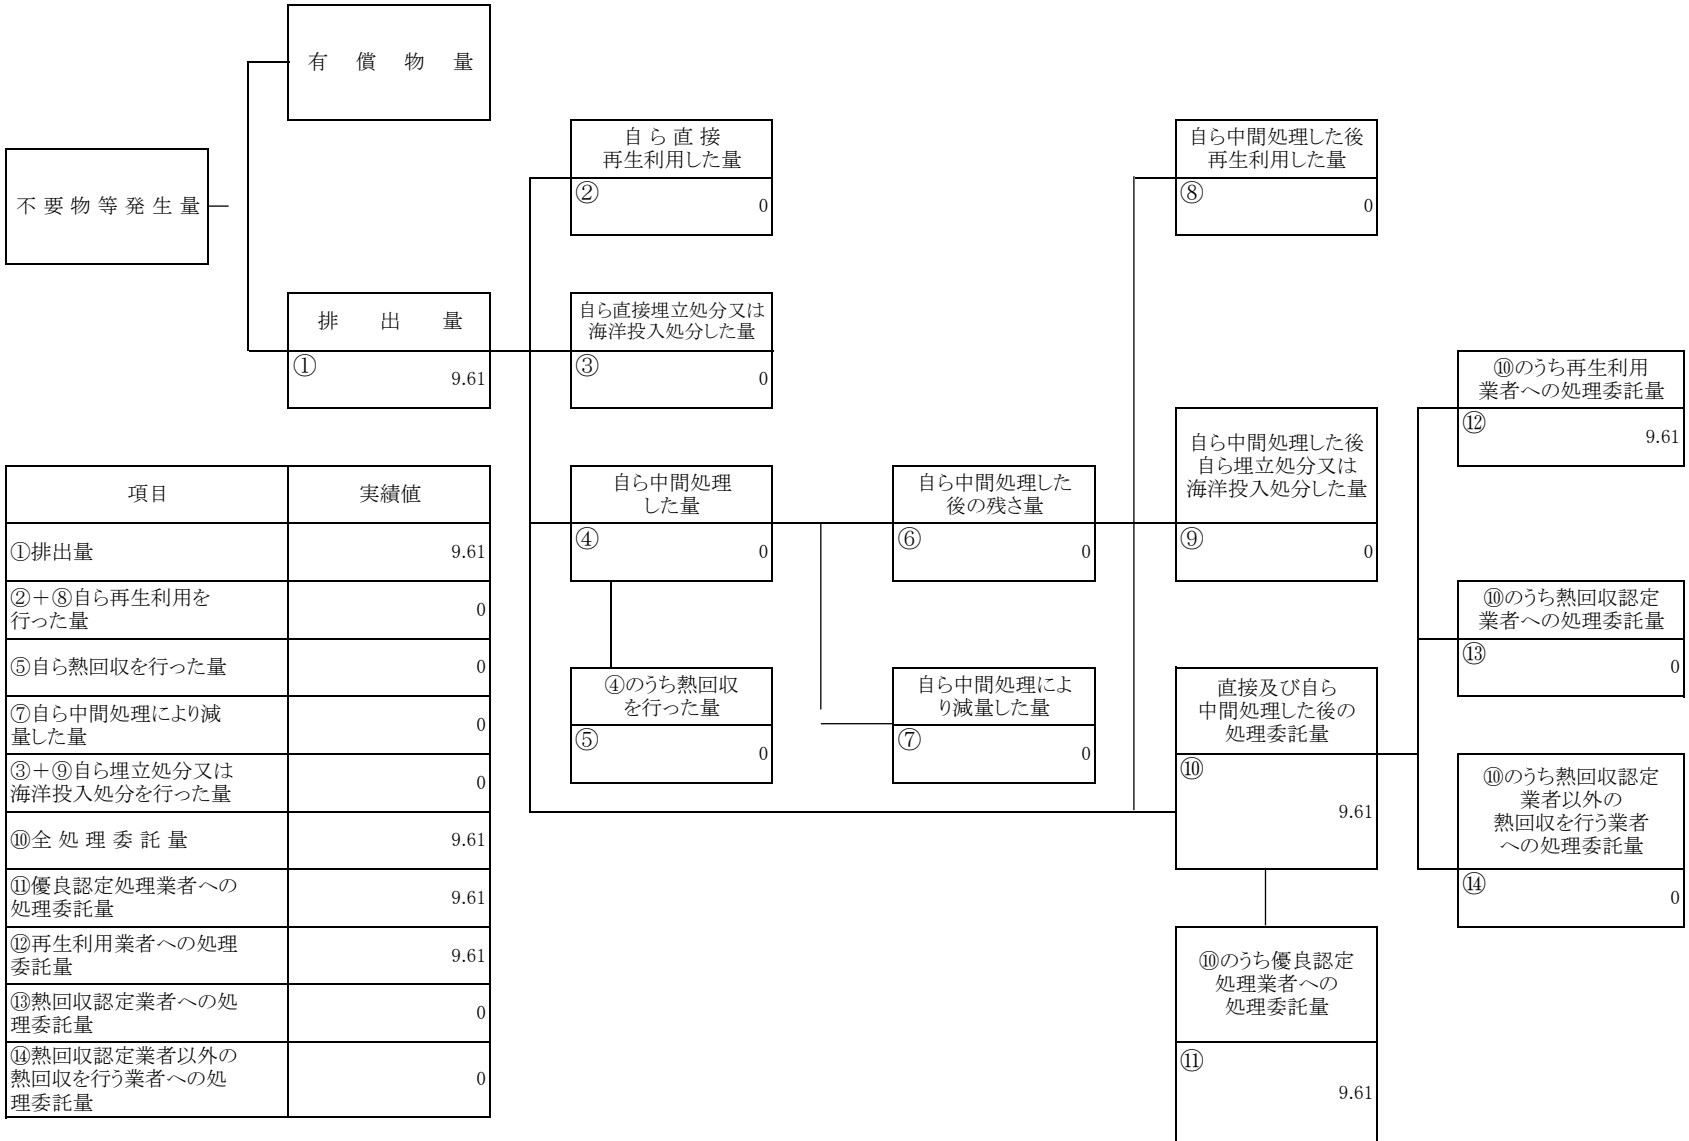 有 償 物 量
不 要 物 等 発 生 量
自 ら 直 接
再生利用した量
②
0
自ら中間処理した後
再生利用した量
⑧
0
排 出 量
①
9.61
自ら直接埋立処分又は
海洋投入処分した量
③
0
⑩のうち再生利用
業者への処理委託量
⑫
9.61
自ら中間処理
した量
④
0
自ら中間処理した
後の残さ量
⑥
0
自ら中間処理した後
自ら埋立処分又は
海洋投入処分した量
⑨
0
⑩のうち熱回収認定
業者への処理委託量
⑬
0
④のうち熱回収
を行った量
⑤
0
自ら中間処理によ
り減量した量
⑦
0
直接及び自ら
中間処理した後の
処理委託量
⑩
9.61
⑩のうち熱回収認定
業者以外の
熱回収を行う業者
への処理委託量
⑭
0
⑩のうち優良認定
処理業者への
処理委託量
⑪
9.61
項目 実績値
①排出量 9.61
②+⑧自ら再生利用を
行った量
0
⑤自ら熱回収を行った量 0
⑦自ら中間処理により減
量した量
0
③+⑨自ら埋立処分又は
海洋投入処分を行った量
0
⑩全 処 理 委 託 量 9.61
⑪優良認定処理業者への
処理委託量
9.61
⑫再生利用業者への処理
委託量
9.61
⑬熱回収認定業者への処
理委託量
0
⑭熱回収認定業者以外の
熱回収を行う業者への処
理委託量
0